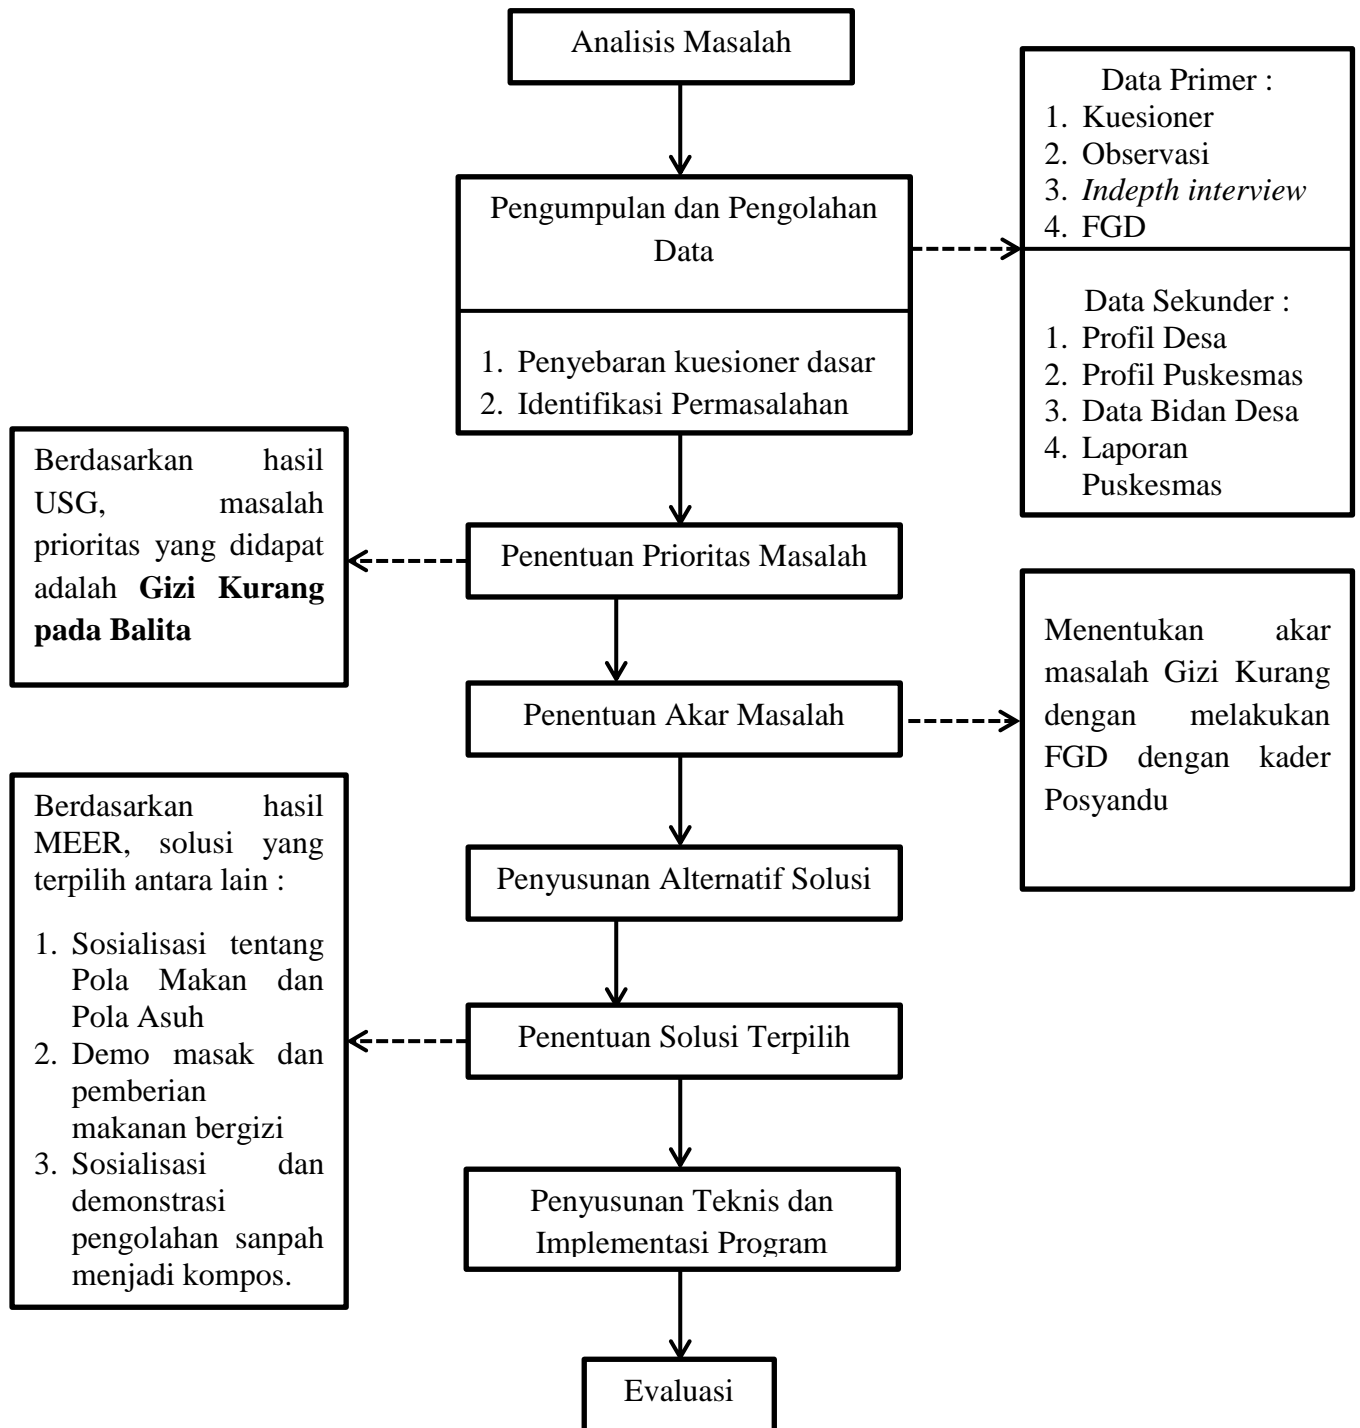 Analisis Masalah
Data Primer :
1. Kuesioner
2. Observasi
3. Indepth interview
4. FGD
Pengumpulan dan Pengolahan
Data
Data Sekunder :
1. Profil Desa
2. Profil Puskesmas
3. Data Bidan Desa
4. Laporan
Puskesmas
1. Penyebaran kuesioner dasar
2. Identifikasi Permasalahan
Berdasarkan hasil
USG, masalah
prioritas yang didapat
adalah Gizi Kurang
pada Balita
Penentuan Prioritas Masalah
Menentukan akar
masalah Gizi Kurang
dengan melakukan
FGD dengan kader
Posyandu
Penentuan Akar Masalah
Berdasarkan hasil
MEER, solusi yang
terpilih antara lain :
1. Sosialisasi tentang
Pola Makan dan
Pola Asuh
2. Demo masak dan
pemberian
makanan bergizi
3. Sosialisasi dan
demonstrasi
pengolahan sanpah
menjadi kompos.
Penyusunan Alternatif Solusi
Penentuan Solusi Terpilih
Penyusunan Teknis dan
Implementasi Program
Evaluasi